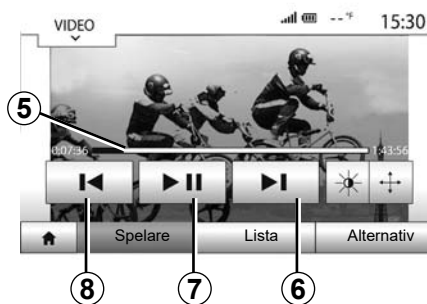 VIDEO
--°F
15:30
5
0:07:36
1:43:56
Spelare
Lista
Alternativ
8
7
6